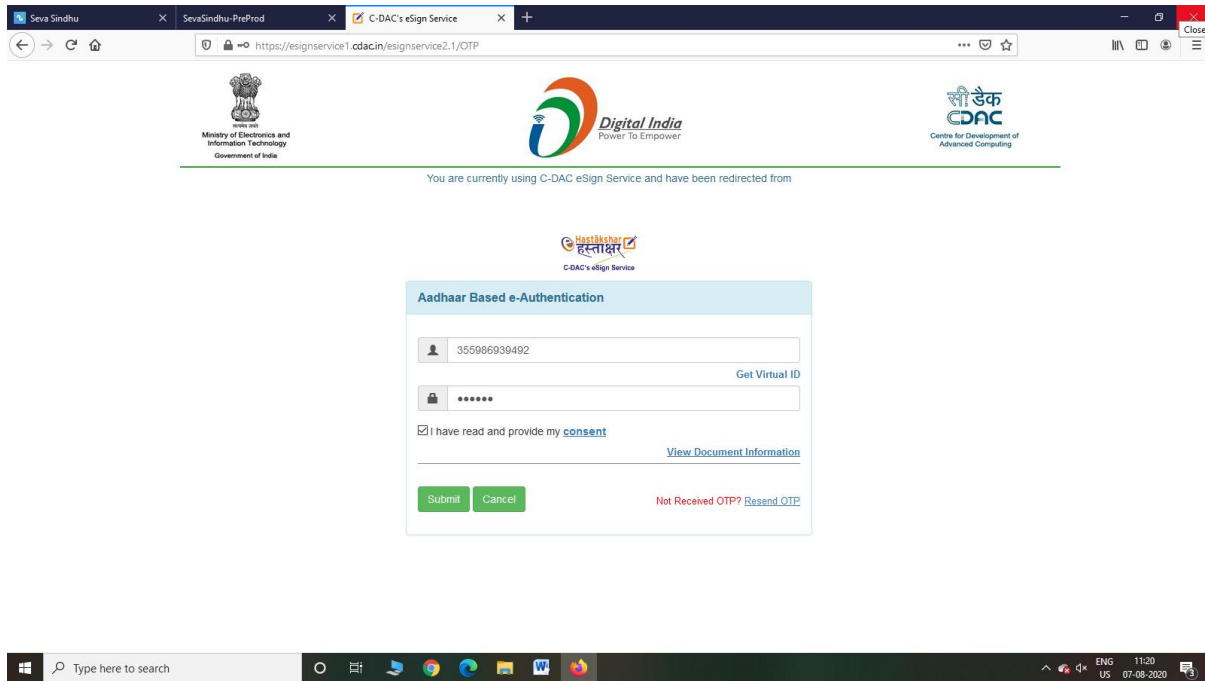 Seva Sindhu
SevaSindhu-PreProd
C-DAC's eSign Service
Close
https://esignservice1.cdac.in/esignservice2.1/OTP
सत्यमेव जयते
Ministry of Electronics and
Information Technology
Government of India
Digital India
Power To Empower
सी डैक
CDAC
Centre for Development of
Advanced Computing
You are currently using C-DAC eSign Service and have been redirected from
e Hastākshar
हस्ताक्षर
C-DAC's eSign Service
Aadhaar Based e-Authentication
355986939492
Get Virtual ID
••••••
I have read and provide my consent
View Document Information
Submit Cancel Not Received OTP? Resend OTP
Type here to search
ENG 11:20
US 07-08-2020
3